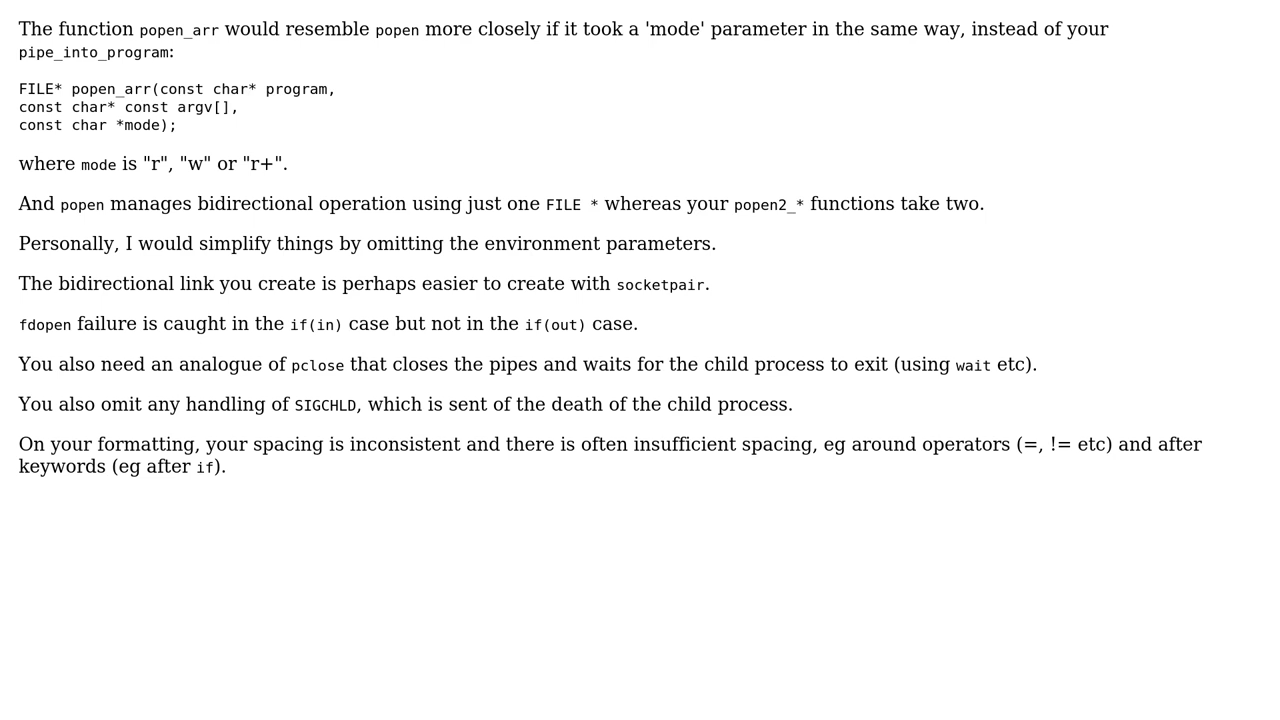 The function popen_arr would resemble popen more closely if it took a 'mode' parameter in the same way, instead of your
pipe_into_program:
FILE* popen_arr(const char* program,
const char* const argv[],
const char *mode);
where mode is "r", "w" or "r+".
And popen manages bidirectional operation using just one FILE * whereas your popen2_* functions take two.
Personally, I would simplify things by omitting the environment parameters.
The bidirectional link you create is perhaps easier to create with socketpair.
fdopen failure is caught in the if(in) case but not in the if(out) case.
You also need an analogue of pclose that closes the pipes and waits for the child process to exit (using wait etc).
You also omit any handling of SIGCHLD, which is sent of the death of the child process.
On your formatting, your spacing is inconsistent and there is often insufficient spacing, eg around operators (=, != etc) and after
keywords (eg after if).